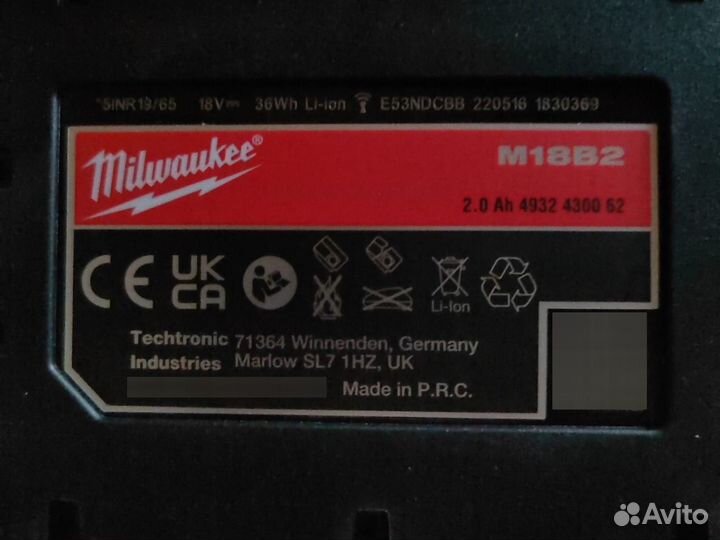 5INR19/65 18V⎓ 36Wh Li-Ion E53NDCBB 220516 1830369
Milwaukee®
M18B2
2.0 Ah 4932 4300 62
CE UK CA
Li-Ion
Techtronic Industries
71364 Winnenden, Germany
Marlow SL7 1HZ, UK
Made in P.R.C.
Avito